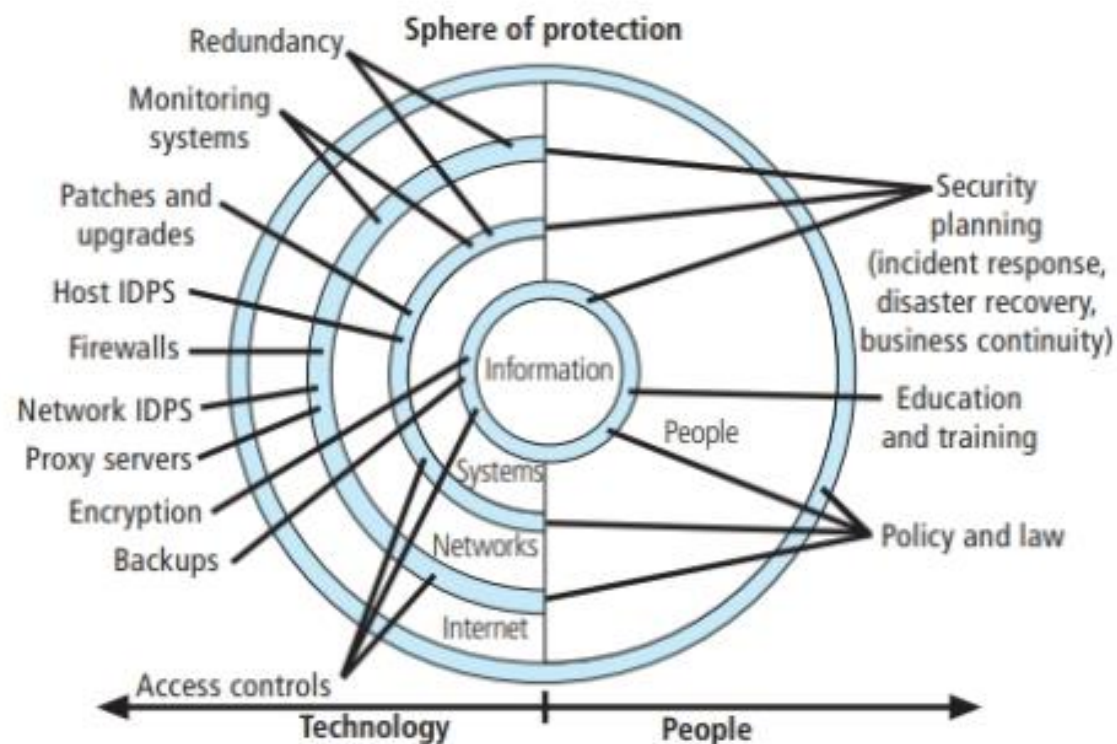 Sphere of protection
Redundancy
Monitoring
systems
Patches and
upgrades
Host IDPS
Firewalls
Network IDPS
Proxy servers
Encryption
Backups
Access controls
Information
Systems
Networks
Internet
People
Security
planning
(incident response,
disaster recovery,
business continuity)
Education
and training
Policy and law
Technology
People